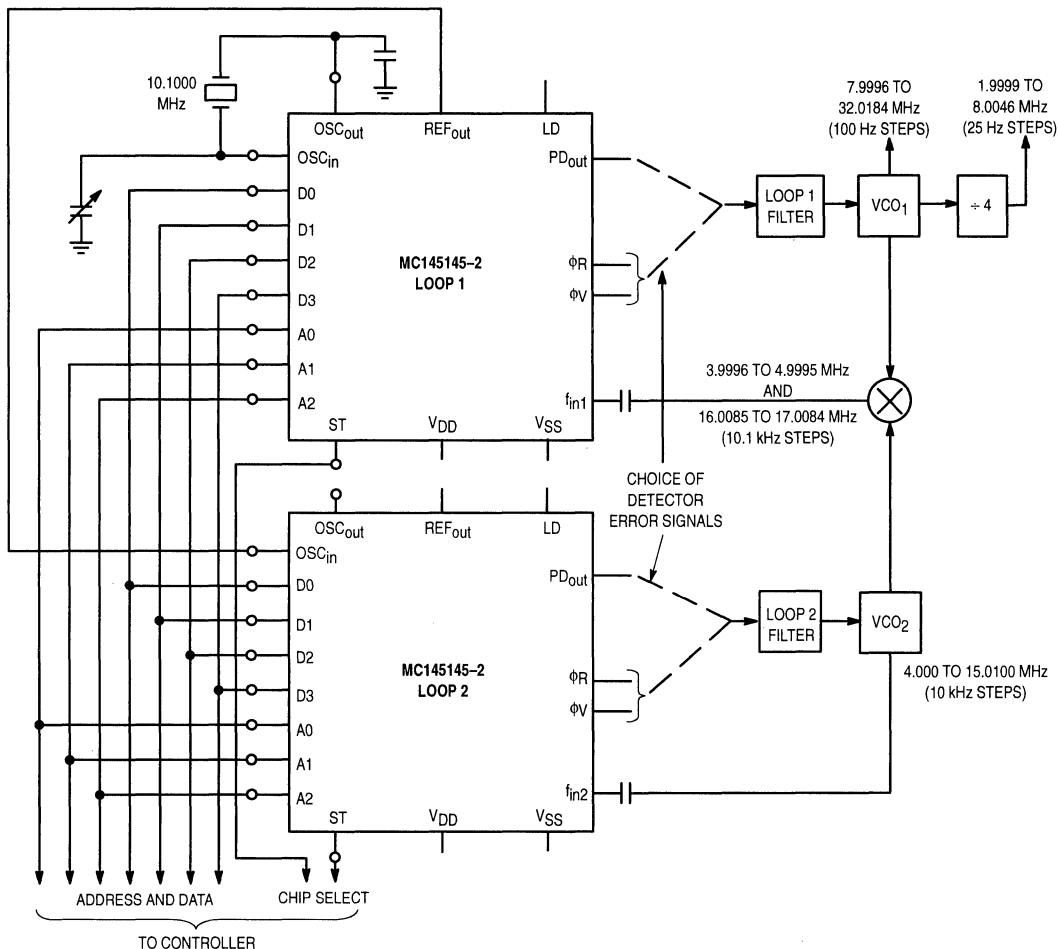 10.1000
MHz
OSCout
REFout
LD
OSCin
D0
D1
D2
D3
A0
A1
A2
ST
VDD
VSS
PDout
ϕR
ϕV
fin1
MC145145–2
LOOP 1
LOOP 1
FILTER
VCO1
÷ 4
7.9996 TO
32.0184 MHz
(100 Hz STEPS)
1.9999 TO
8.0046 MHz
(25 Hz STEPS)
3.9996 TO 4.9995 MHz
AND
16.0085 TO 17.0084 MHz
(10.1 kHz STEPS)
CHOICE OF
DETECTOR
ERROR SIGNALS
OSCout
REFout
LD
OSCin
D0
D1
D2
D3
A0
A1
A2
ST
VDD
VSS
PDout
ϕR
ϕV
fin2
MC145145–2
LOOP 2
LOOP 2
FILTER
VCO2
4.000 TO 15.0100 MHz
(10 kHz STEPS)
ADDRESS AND DATA
CHIP SELECT
TO CONTROLLER